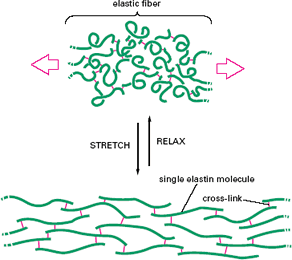 elastic fiber
STRETCH
RELAX
single elastin molecule
cross-link